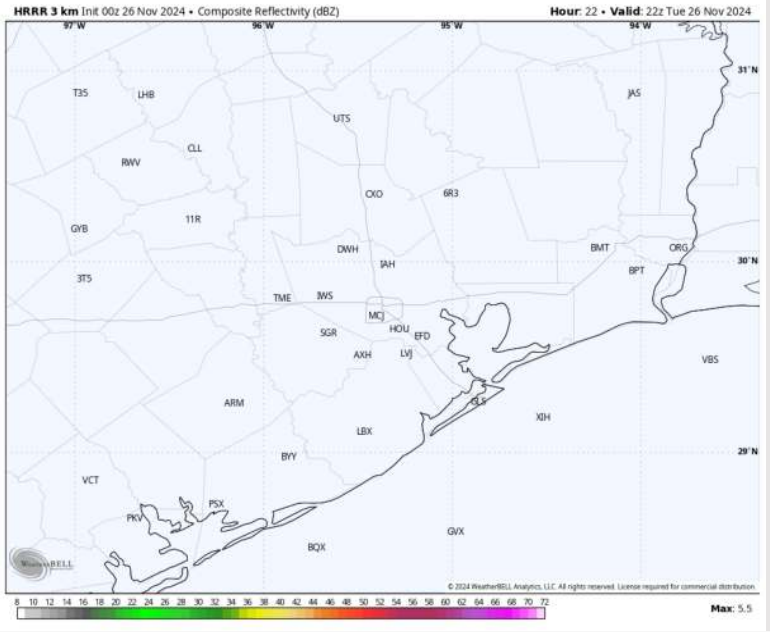 HRRR 3 km Init 00z 26 Nov 2024 • Composite Reflectivity (dBZ) Hour: 22 • Valid: 22z Tue 26 Nov 2024
97°W 96°W 95°W 94°W
31°N
T35 LHB JAS
UTS
CLL
RWV
CXO 6R3
11R
GYB
DWH BMT ORG
IAH
30°N
3T5 BPT
TME IWS
MCJ
SGR HOU EFD
AXH LVJ
VBS
ARM GLS
XIH
LBX
29°N
BYY
VCT
PSX
PKV
GVX
BQX
WeatherBELL
© 2024 WeatherBELL Analytics, LLC. All rights reserved. License required for commercial distribution
8 10 12 14 16 18 20 22 24 26 28 30 32 34 36 38 40 42 44 46 48 50 52 54 56 58 60 62 64 66 68 70 72
Max: 5.5